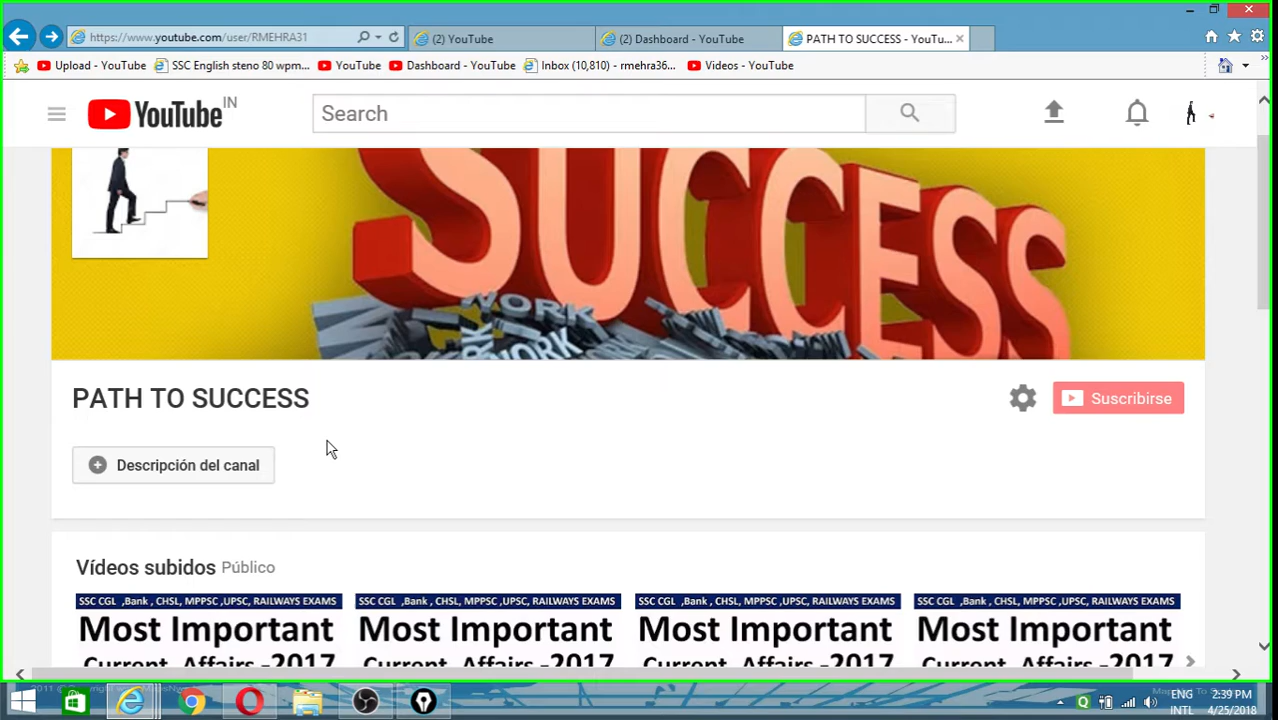 https://www.youtube.com/user/RMEHRA31
(2) YouTube
(2) Dashboard - YouTube
PATH TO SUCCESS - YouTu...
Upload - YouTube
SSC English steno 80 wpm...
YouTube
Dashboard - YouTube
Inbox (10,810) - rmehra36...
Videos - YouTube
YouTube IN
Search
SUCCESS
WORK
WORK
WORK
PATH TO SUCCESS
Suscribirse
Descripción del canal
Vídeos subidos Público
SSC CGL ,Bank , CHSL, MPPSC ,UPSC, RAILWAYS EXAMS
Most Important
Current Affairs -2017
SSC CGL ,Bank , CHSL, MPPSC ,UPSC, RAILWAYS EXAMS
Most Important
Current Affairs -2017
SSC CGL ,Bank , CHSL, MPPSC ,UPSC, RAILWAYS EXAMS
Most Important
Current Affairs -2017
SSC CGL ,Bank , CHSL, MPPSC ,UPSC, RAILWAYS EXAMS
Most Important
Current Affairs -2017
ENG
INTL
2:39 PM
4/25/2018